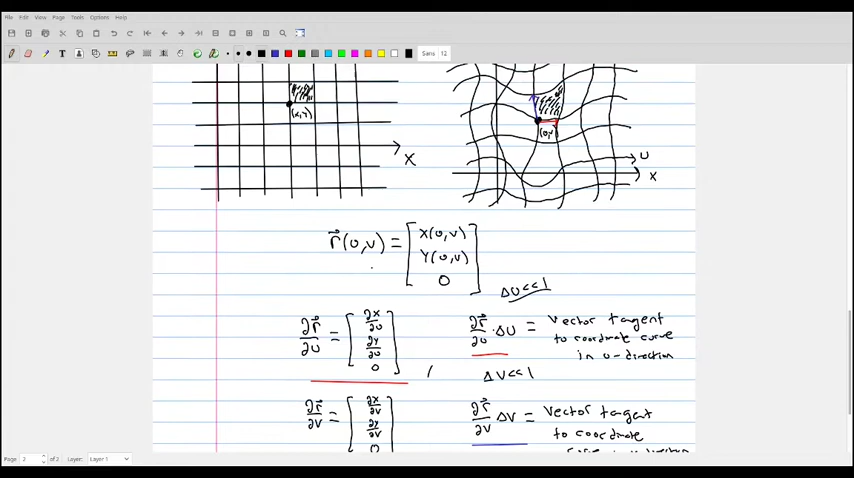 File Edit View Page Tools Options Help
Sans 12
(x,y)
X
(u,v)
U
X
r⃗(u,v) = [ X(u,v) Y(u,v) 0 ]
ΔU<<1
∂r⃗/∂u = [ ∂X/∂u ∂Y/∂u 0 ]
∂r⃗/∂u · ΔU = Vector tangent
to coordinate curve
in u-direction
ΔV<<1
∂r⃗/∂v = [ ∂X/∂v ∂Y/∂v 0 ]
∂r⃗/∂v ΔV = Vector tangent
to coordinate
Page 2 of 2 Layer: Layer 1